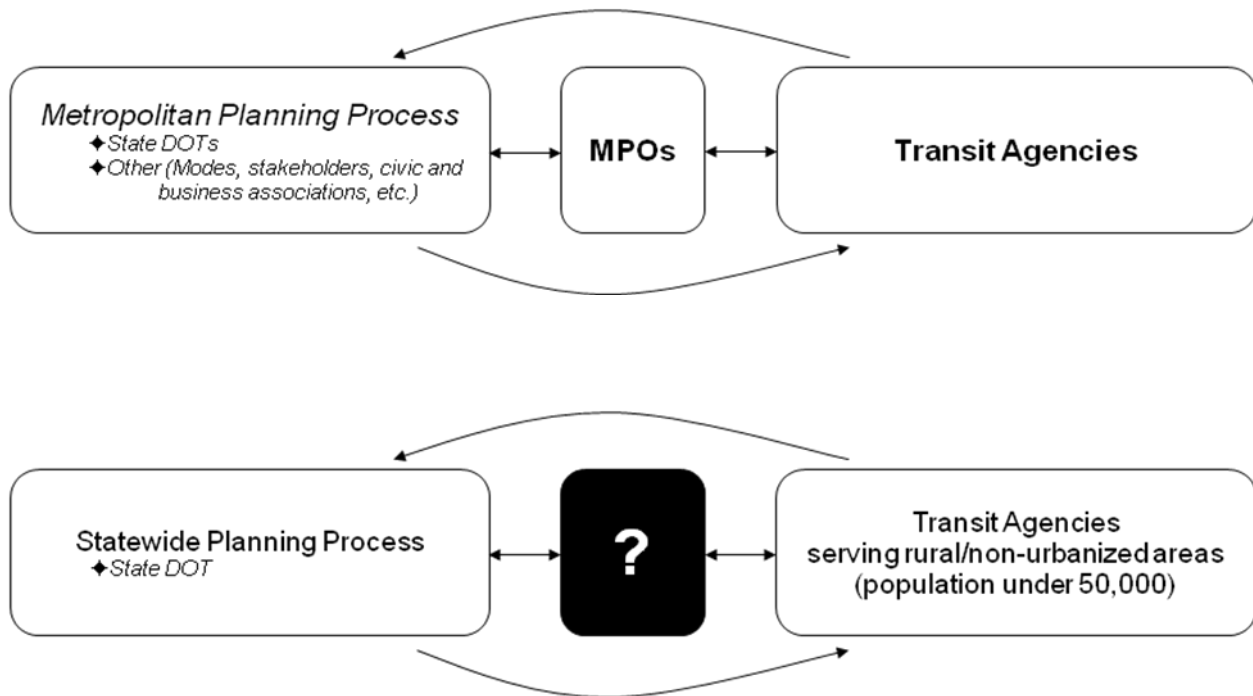 Metropolitan Planning Process
✦State DOTs
✦Other (Modes, stakeholders, civic and
business associations, etc.)
MPOs
Transit Agencies
Statewide Planning Process
✦State DOT
?
Transit Agencies
serving rural/non-urbanized areas
(population under 50,000)